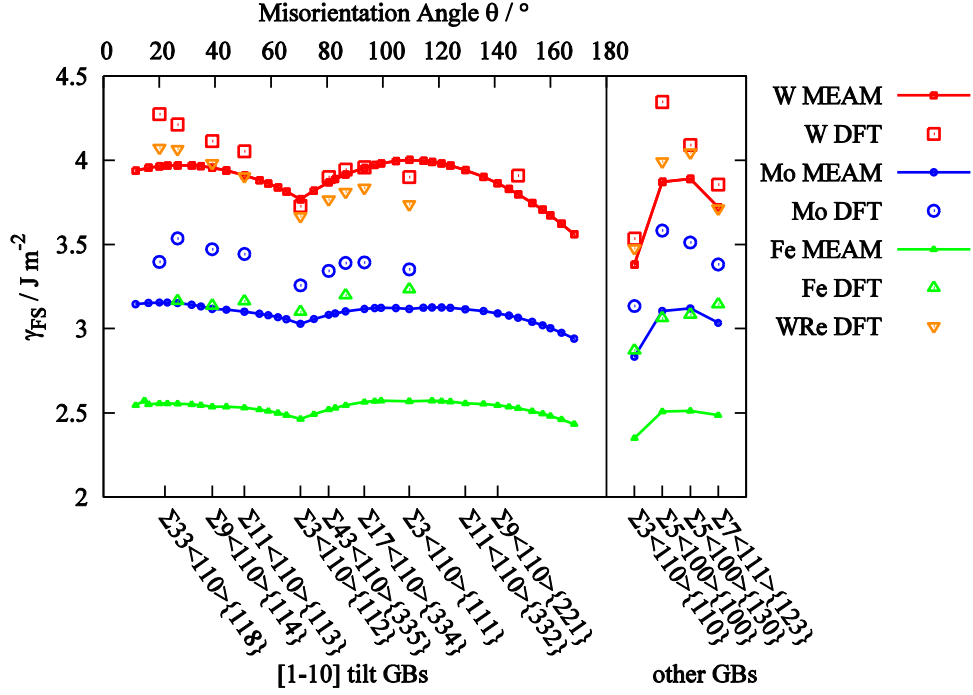 Misorientation Angle θ / °
0 20 40 60 80 100 120 140 160 180
4.5
4
3.5
3
2.5
2
γFS / J m-2
W MEAM
W DFT
Mo MEAM
Mo DFT
Fe MEAM
Fe DFT
WRe DFT
Σ33<110>{118}
Σ9<110>{114}
Σ11<110>{113}
Σ3<110>{112}
Σ43<110>{335}
Σ17<110>{334}
Σ3<110>{111}
Σ11<110>{332}
Σ9<110>{221}
Σ3<110>{110}
Σ5<100>{100}
Σ5<100>{130}
Σ7<111>{123}
[1-10] tilt GBs
other GBs